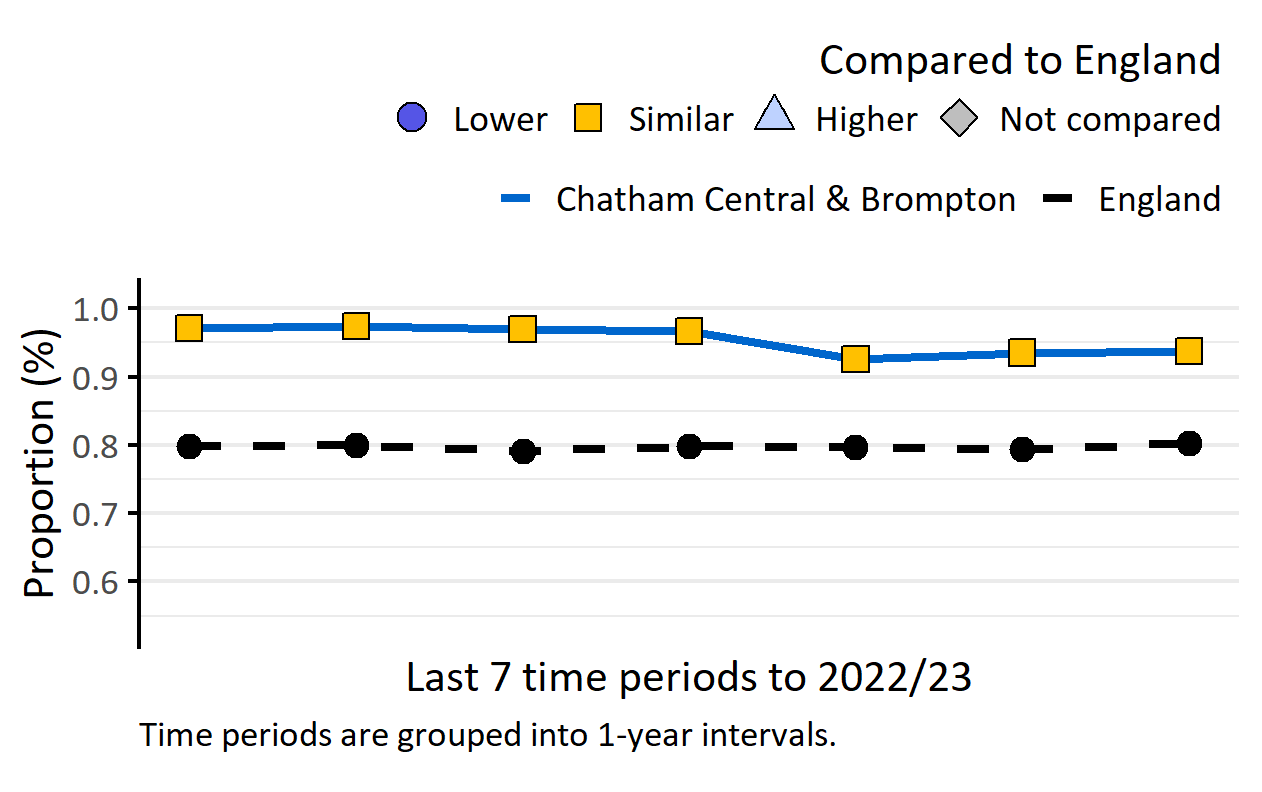 Compared to England
Lower Similar Higher Not compared
Chatham Central & Brompton England
Proportion (%)
1.0
0.9
0.8
0.7
0.6
Last 7 time periods to 2022/23
Time periods are grouped into 1-year intervals.